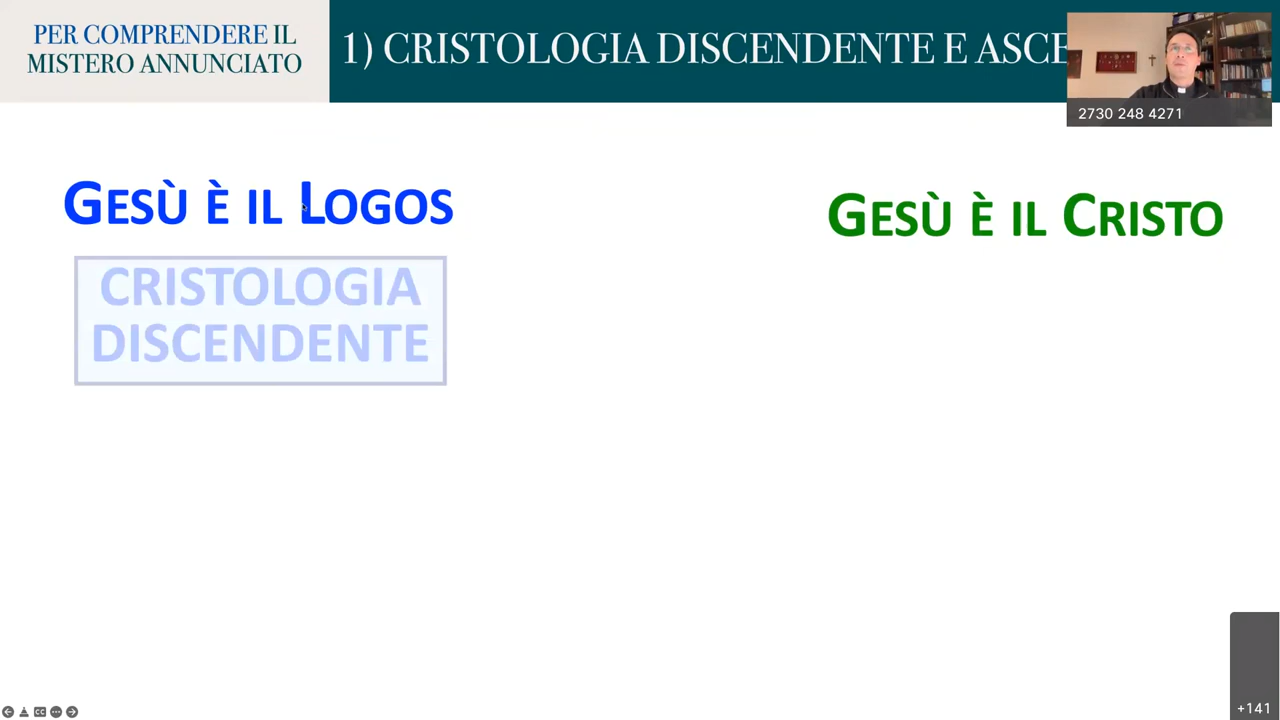 PER COMPRENDERE IL
MISTERO ANNUNCIATO
1) CRISTOLOGIA DISCENDENTE E ASCE
2730 248 4271
GESÙ È IL LOGOS
GESÙ È IL CRISTO
CRISTOLOGIA
DISCENDENTE
+141